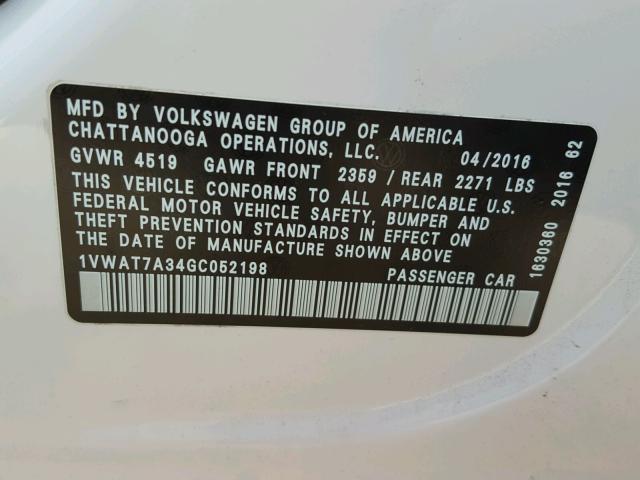 MFD BY VOLKSWAGEN GROUP OF AMERICA
CHATTANOOGA OPERATIONS, LLC. 04/2016
GVWR 4519 GAWR FRONT 2359 / REAR 2271 LBS
THIS VEHICLE CONFORMS TO ALL APPLICABLE U.S.
FEDERAL MOTOR VEHICLE SAFETY, BUMPER AND
THEFT PREVENTION STANDARDS IN EFFECT ON
THE DATE OF MANUFACTURE SHOWN ABOVE
1VWAT7A34GC052198 PASSENGER CAR
1630360 2016 62